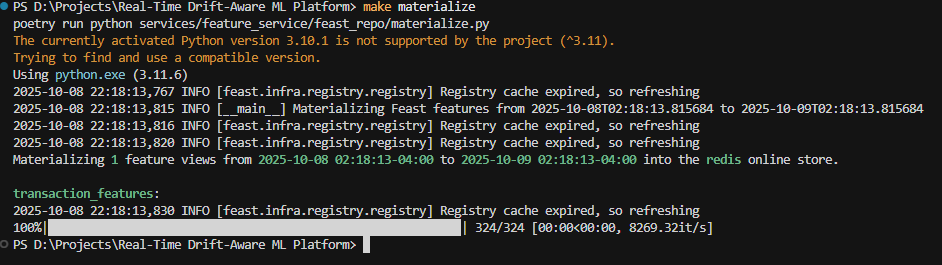 PS D:\Projects\Real-Time Drift-Aware ML Platform> make materialize
poetry run python services/feature_service/feast_repo/materialize.py
The currently activated Python version 3.10.1 is not supported by the project (^3.11).
Trying to find and use a compatible version.
Using python.exe (3.11.6)
2025-10-08 22:18:13,767 INFO [feast.infra.registry.registry] Registry cache expired, so refreshing
2025-10-08 22:18:13,815 INFO [__main__] Materializing Feast features from 2025-10-08T02:18:13.815684 to 2025-10-09T02:18:13.815684
2025-10-08 22:18:13,816 INFO [feast.infra.registry.registry] Registry cache expired, so refreshing
2025-10-08 22:18:13,820 INFO [feast.infra.registry.registry] Registry cache expired, so refreshing
Materializing 1 feature views from 2025-10-08 02:18:13-04:00 to 2025-10-09 02:18:13-04:00 into the redis online store.
transaction_features:
2025-10-08 22:18:13,830 INFO [feast.infra.registry.registry] Registry cache expired, so refreshing
100%| | 324/324 [00:00<00:00, 8269.32it/s]
PS D:\Projects\Real-Time Drift-Aware ML Platform>